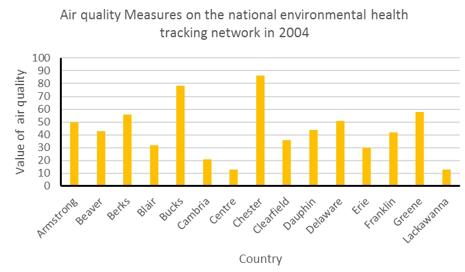 Air quality Measures on the national environmental health
tracking network in 2004
Value of air quality
100
90
80
70
60
50
40
30
20
10
0
Armstrong
Beaver
Berks
Blair
Bucks
Cambria
Centre
Chester
Clearfield
Dauphin
Delaware
Erie
Franklin
Greene
Lackawanna
Country